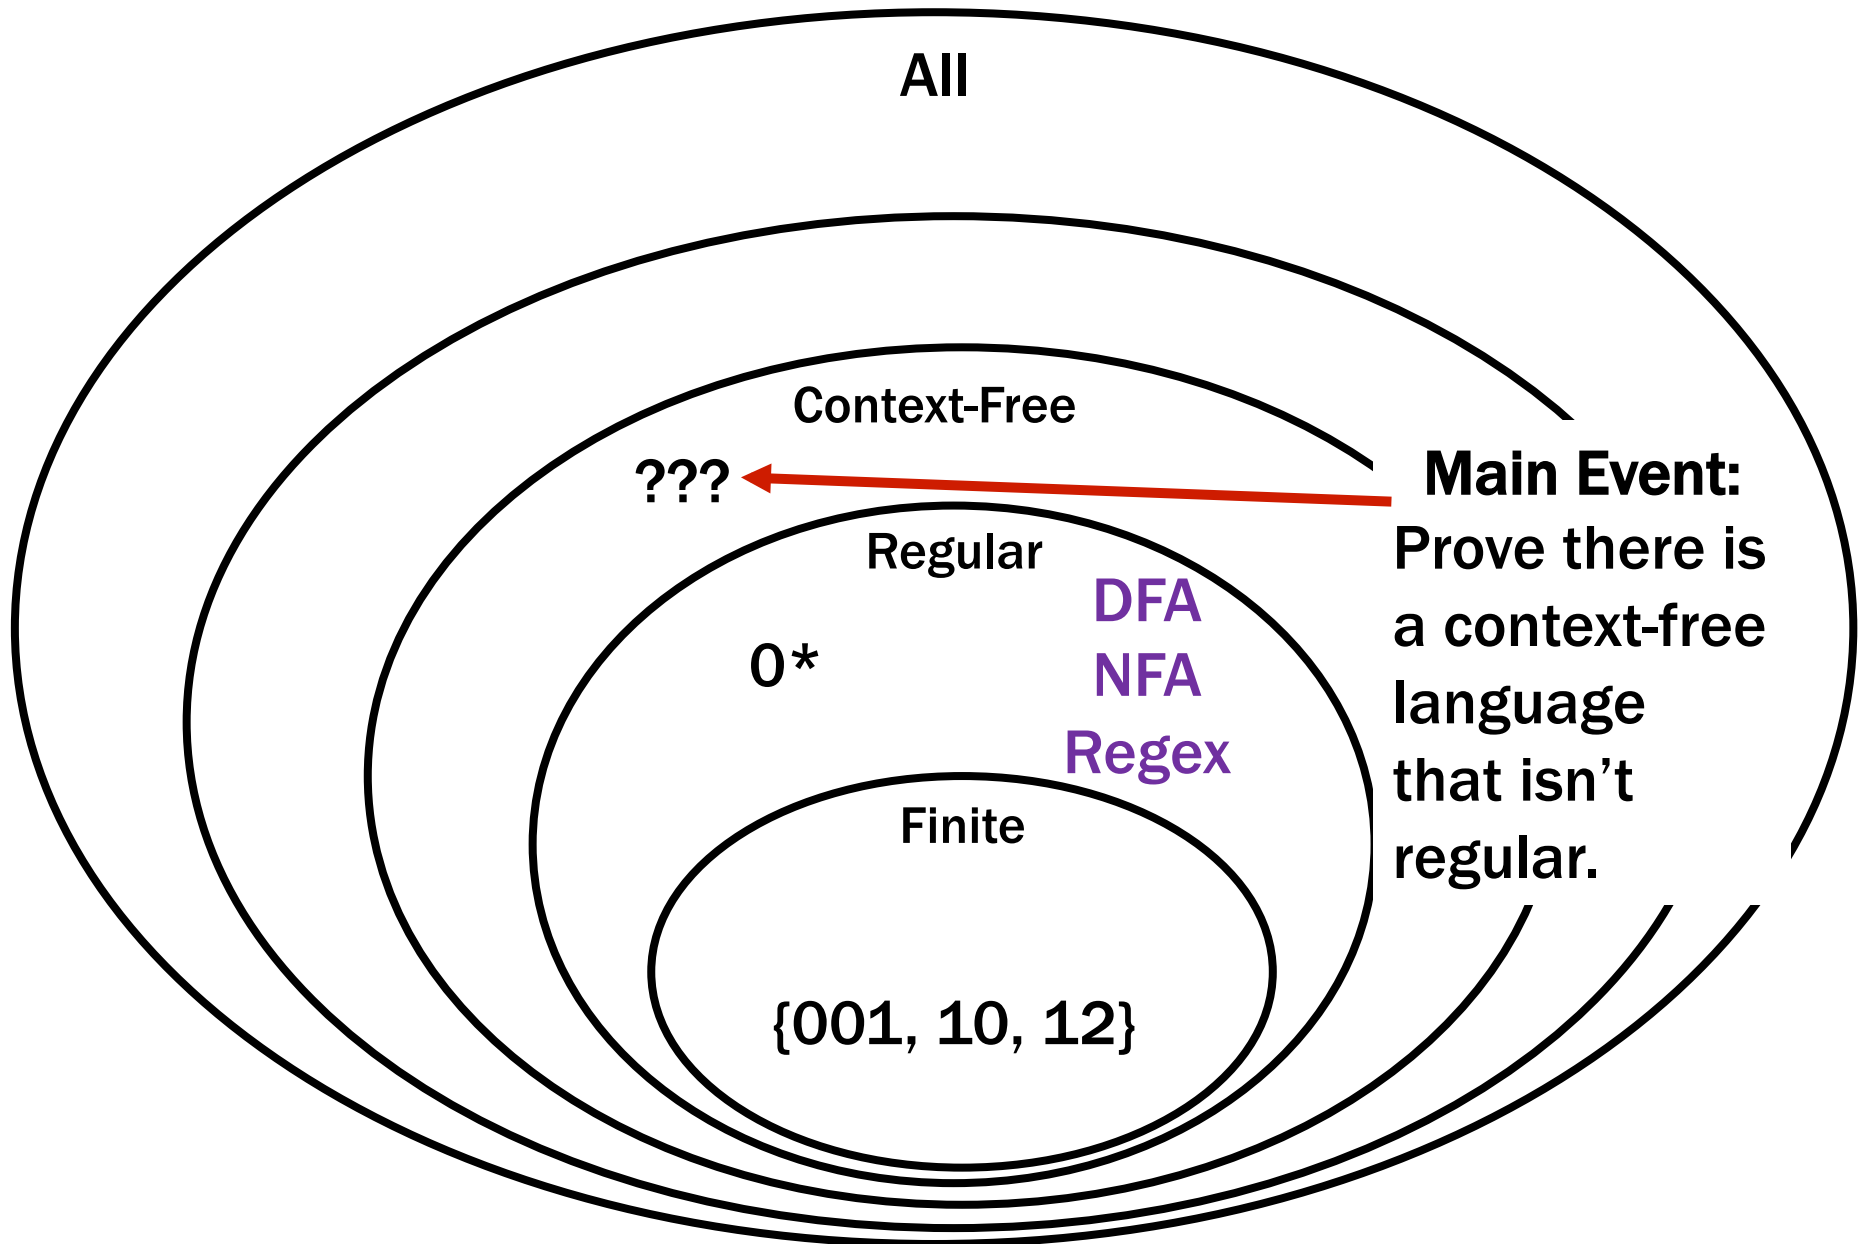 All
Context-Free
???
Main Event:
Prove there is
a context-free
language
that isn’t
regular.
Regular
DFA
NFA
Regex
0*
Finite
{001, 10, 12}